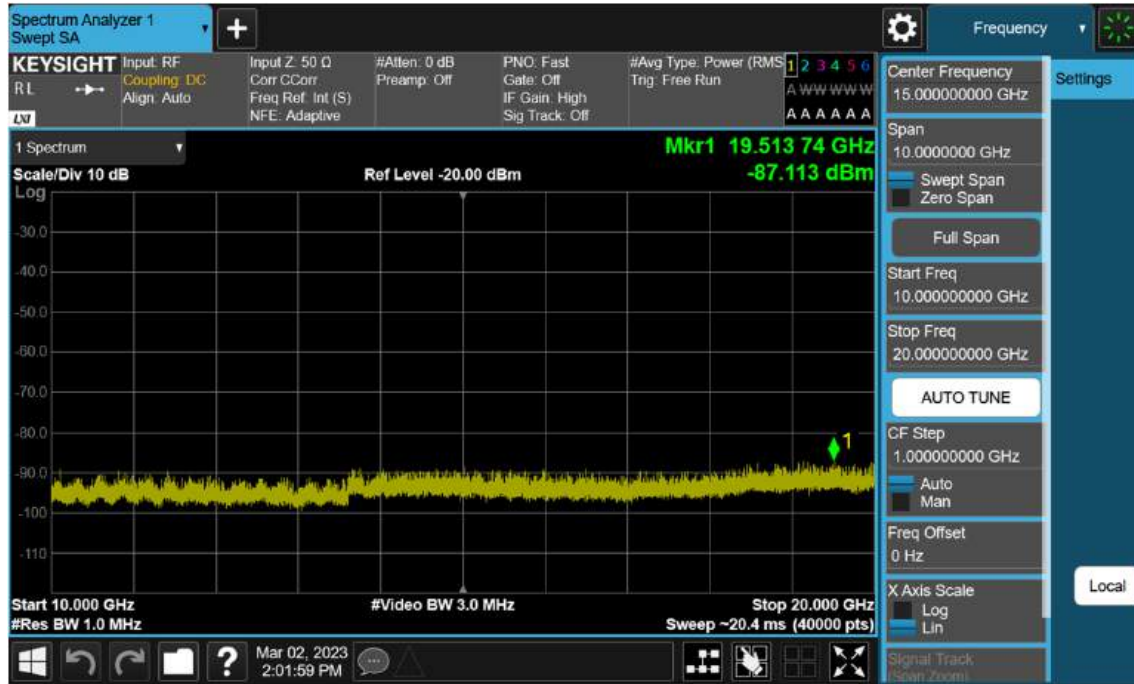 Spectrum Analyzer 1
Swept SA
+
Frequency
KEYSIGHT
RL
LXI
Input: RF
Coupling: DC
Align: Auto
Input Z: 50 Ω
Corr CCorr
Freq Ref: Int (S)
NFE: Adaptive
#Atten: 0 dB
Preamp: Off
PNO: Fast
Gate: Off
IF Gain: High
Sig Track: Off
#Avg Type: Power (RMS
Trig: Free Run
1 2 3 4 5 6
A W W W W W
A A A A A A
1 Spectrum
Scale/Div 10 dB
Log
Ref Level -20.00 dBm
Mkr1 19.513 74 GHz
-87.113 dBm
-30.0
-40.0
-50.0
-60.0
-70.0
-80.0
-90.0
-100
-110
1
Start 10.000 GHz
#Res BW 1.0 MHz
#Video BW 3.0 MHz
Stop 20.000 GHz
Sweep ~20.4 ms (40000 pts)
Center Frequency
15.000000000 GHz
Span
10.0000000 GHz
Swept Span
Zero Span
Full Span
Start Freq
10.000000000 GHz
Stop Freq
20.000000000 GHz
AUTO TUNE
CF Step
1.000000000 GHz
Auto
Man
Freq Offset
0 Hz
X Axis Scale
Log
Lin
Signal Track
(Span Zoom)
Settings
Local
?
Mar 02, 2023
2:01:59 PM